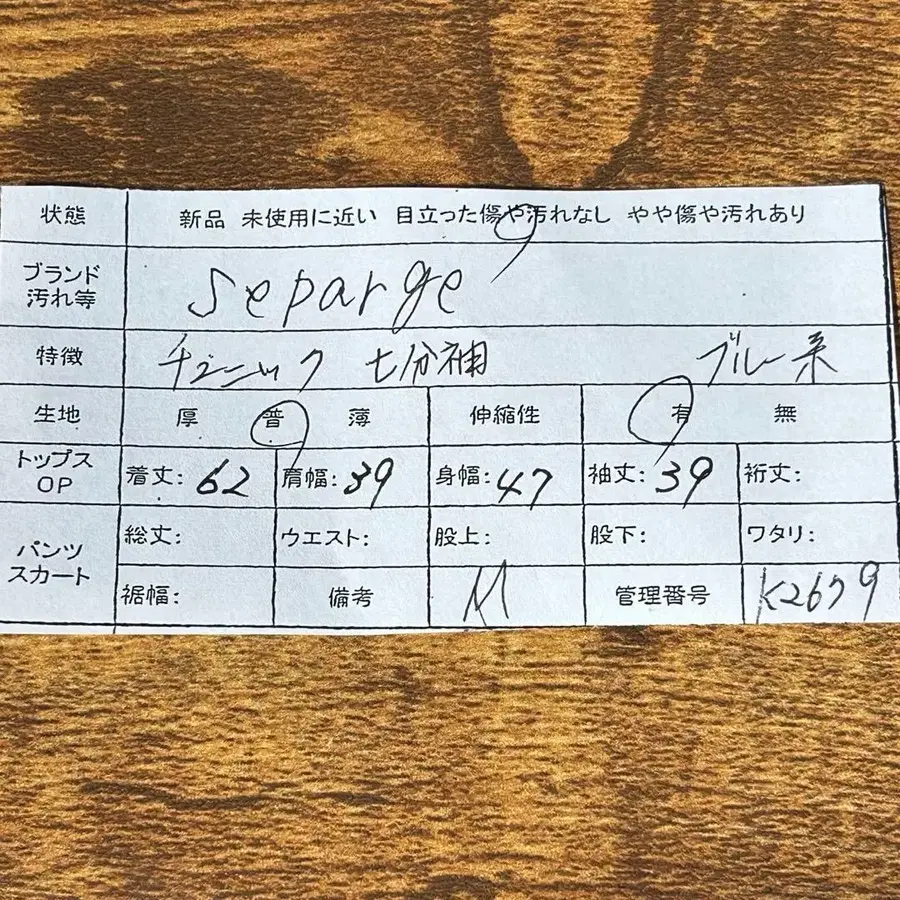 状態 新品 未使用に近い 目立った傷や汚れなし やや傷や汚れあり
ブランド
汚れ等 separge
特徴 チュニック 七分袖 ブルー系
生地 厚 普 薄 伸縮性 有 無
トップス
OP 着丈: 62 肩幅: 39 身幅: 47 袖丈: 39 裄丈:
パンツ
スカート 総丈: ウエスト: 股上: 股下: ワタリ:
裾幅: 備考 M 管理番号 K2679